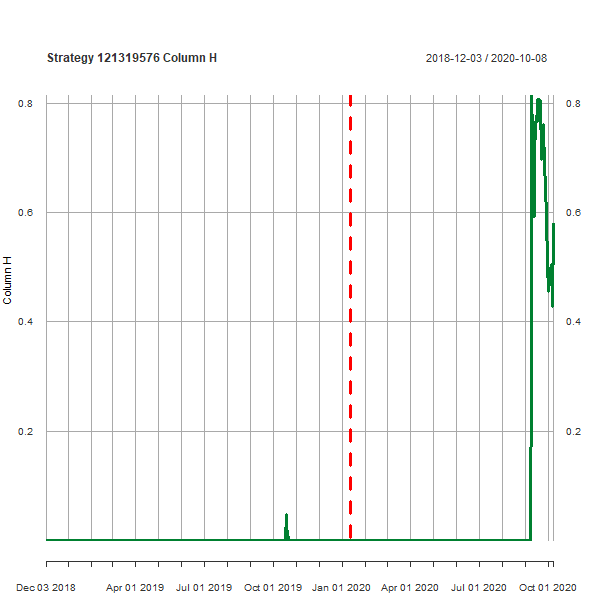 Strategy 121319576 Column H 2018-12-03 / 2020-10-08
0.8 0.8
0.6 0.6
Column H
0.4 0.4
0.2 0.2
Dec 03 2018 Apr 01 2019 Jul 01 2019 Oct 01 2019 Jan 01 2020 Apr 01 2020 Jul 01 2020 Oct 01 2020